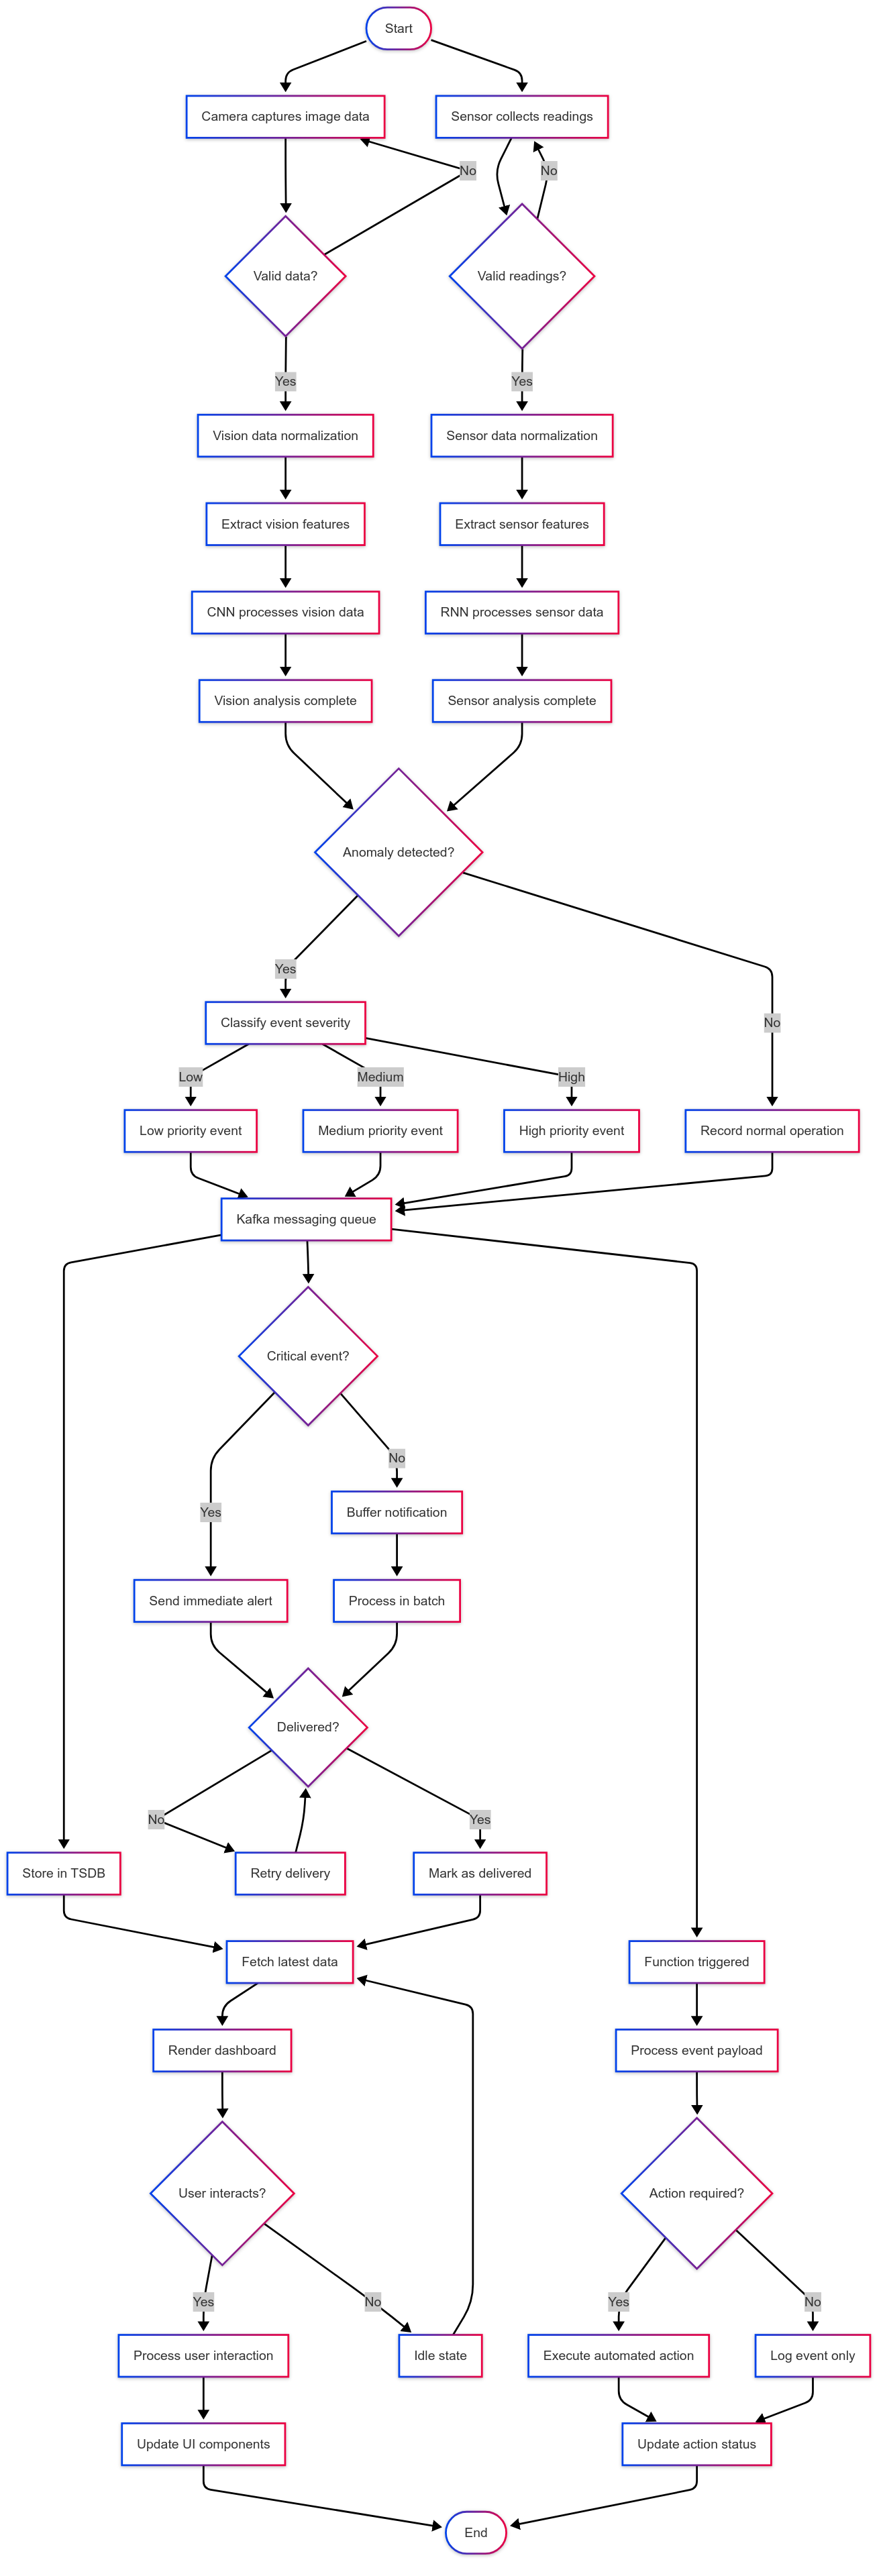 Start
Camera captures image data
Sensor collects readings
No
No
Valid data?
Valid readings?
Yes
Yes
Vision data normalization
Sensor data normalization
Extract vision features
Extract sensor features
CNN processes vision data
RNN processes sensor data
Vision analysis complete
Sensor analysis complete
Anomaly detected?
Yes
Classify event severity
No
Low
Medium
High
Low priority event
Medium priority event
High priority event
Record normal operation
Kafka messaging queue
Critical event?
No
Yes
Buffer notification
Send immediate alert
Process in batch
Delivered?
No
Yes
Store in TSDB
Retry delivery
Mark as delivered
Fetch latest data
Function triggered
Render dashboard
Process event payload
User interacts?
Action required?
Yes
No
Yes
No
Process user interaction
Idle state
Execute automated action
Log event only
Update UI components
Update action status
End